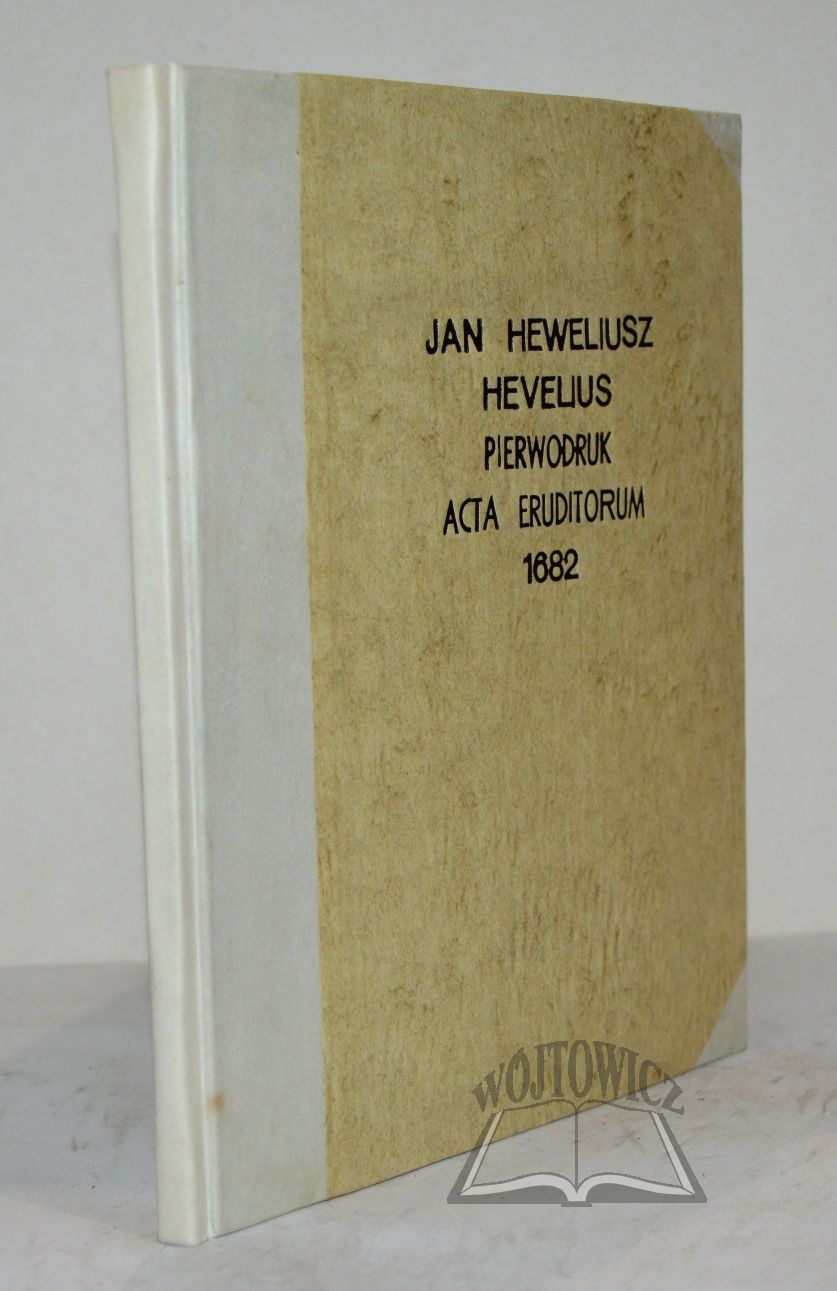 JAN HEWELIUSZ
HEVELIUS
PIERWODRUK
ACTA ERUDITORUM
1682
WÓJTOWICZ